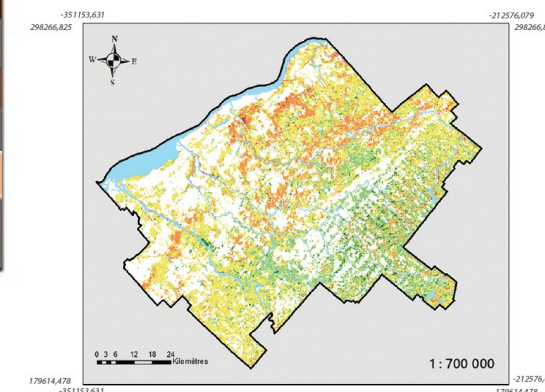 -351153,631 -212576,079
298266,825 298266,8
N
W E
S
0 3 6 12 18 24
Kilomètres
1 : 700 000
179614,478 -212576,
-351153,631 179614,478